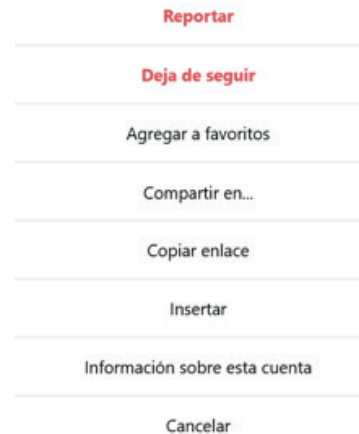 Reportar
Deja de seguir
Agregar a favoritos
Compartir en...
Copiar enlace
Insertar
Información sobre esta cuenta
Cancelar